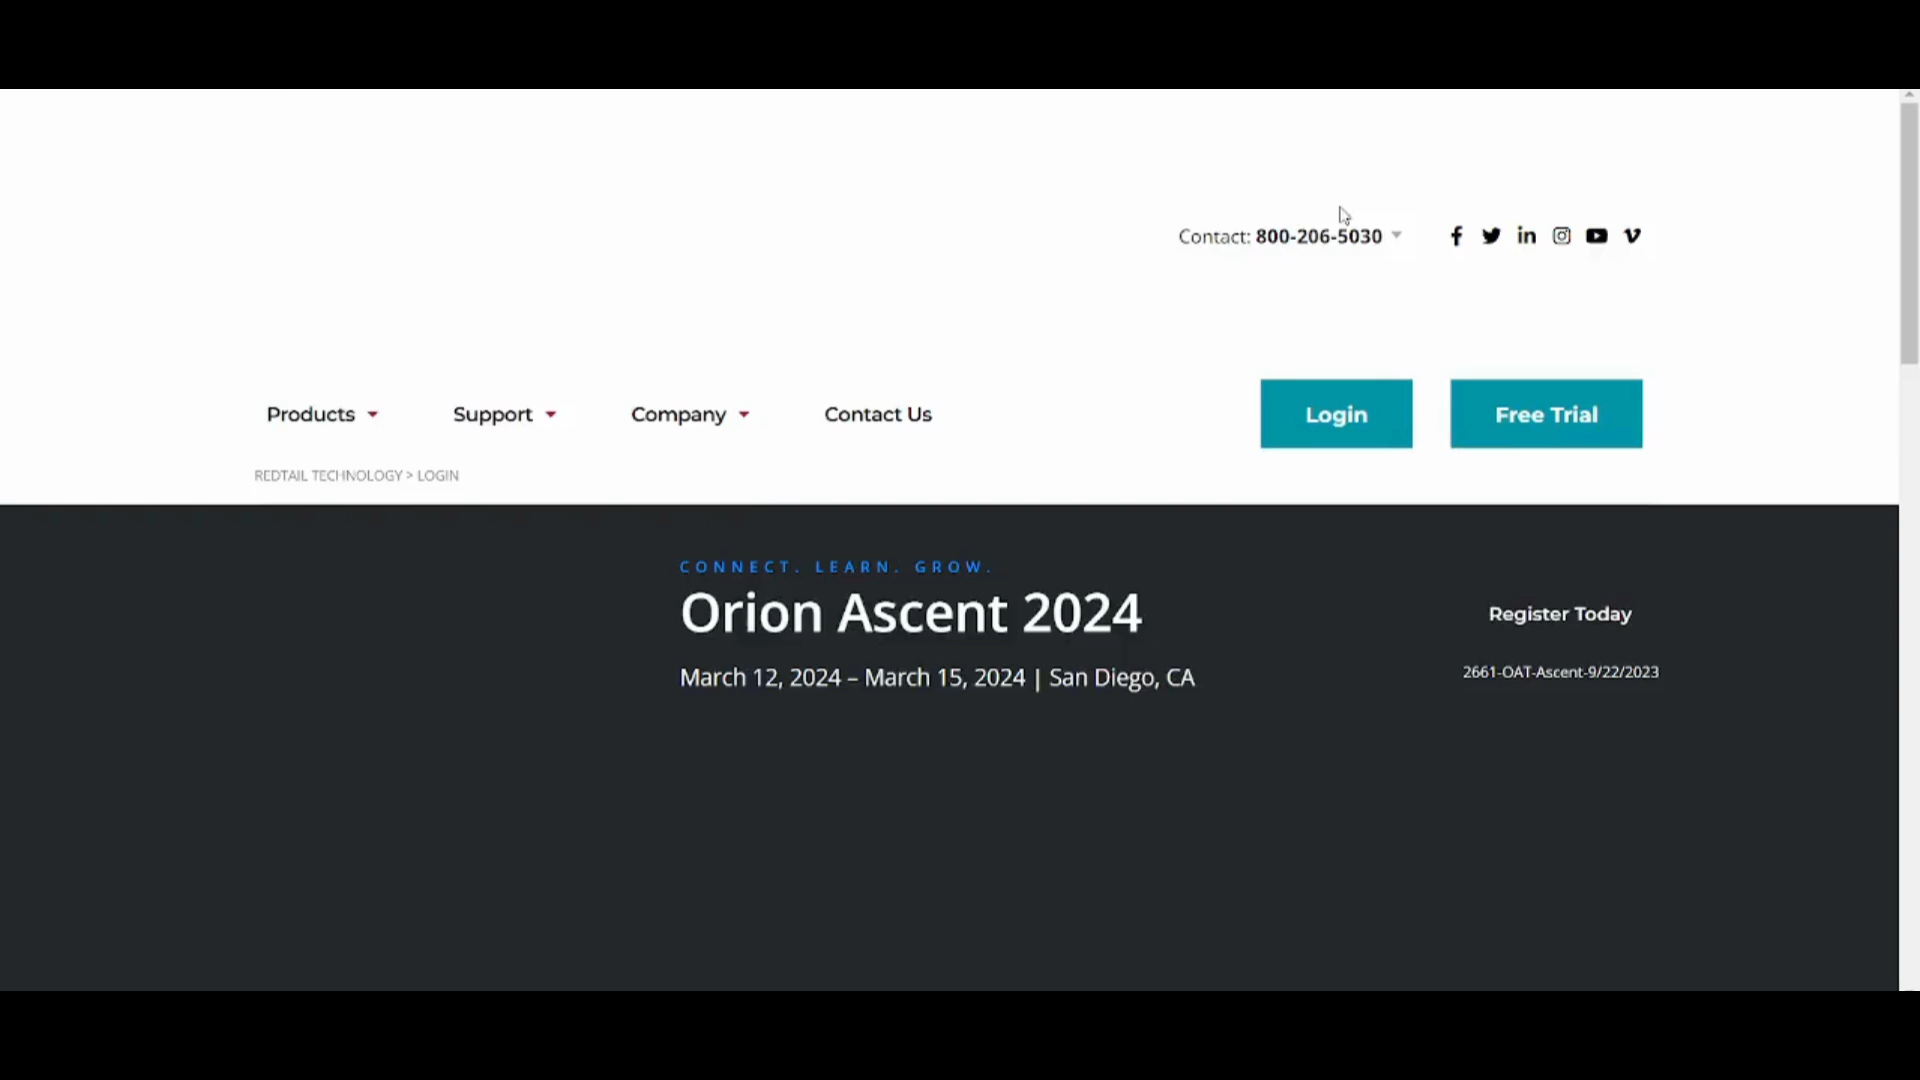 Contact: 800-206-5030
Products
Support
Company
Contact Us
Login
Free Trial
REDTAIL TECHNOLOGY > LOGIN
CONNECT. LEARN. GROW.
Orion Ascent 2024
March 12, 2024 – March 15, 2024 | San Diego, CA
Register Today
2661-OAT-Ascent-9/22/2023